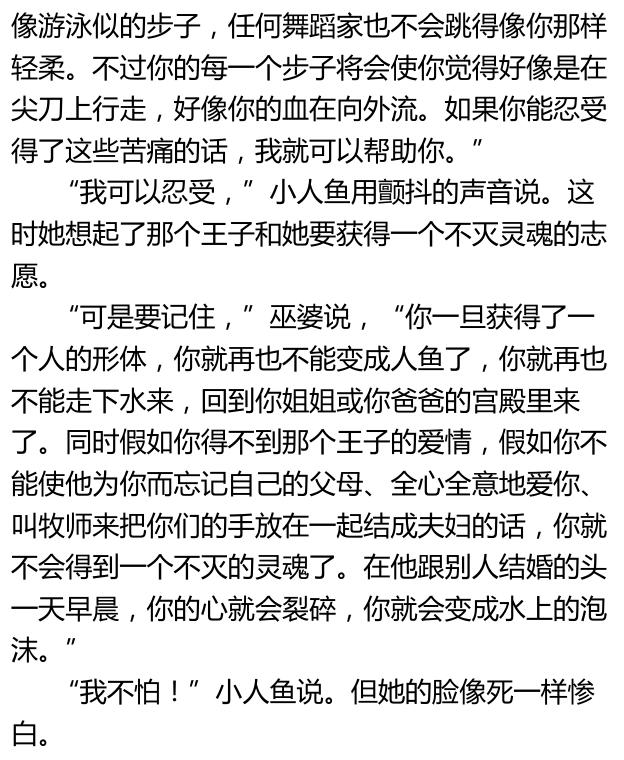 像游泳似的步子，任何舞蹈家也不会跳得像你那样
轻柔。不过你的每一个步子将会使你觉得好像是在
尖刀上行走，好像你的血在向外流。如果你能忍受
得了这些苦痛的话，我就可以帮助你。”
“我可以忍受，”小人鱼用颤抖的声音说。这
时她想起了那个王子和她要获得一个不灭灵魂的志
愿。
“可是要记住，”巫婆说，“你一旦获得了一
个人的形体，你就再也不能变成人鱼了，你就再也
不能走下水来，回到你姐姐或你爸爸的宫殿里来
了。同时假如你得不到那个王子的爱情，假如你不
能使他为你而忘记自己的父母、全心全意地爱你、
叫牧师来把你们的手放在一起结成夫妇的话，你就
不会得到一个不灭的灵魂了。在他跟别人结婚的头
一天早晨，你的心就会裂碎，你就会变成水上的泡
沫。”
“我不怕！”小人鱼说。但她的脸像死一样惨
白。